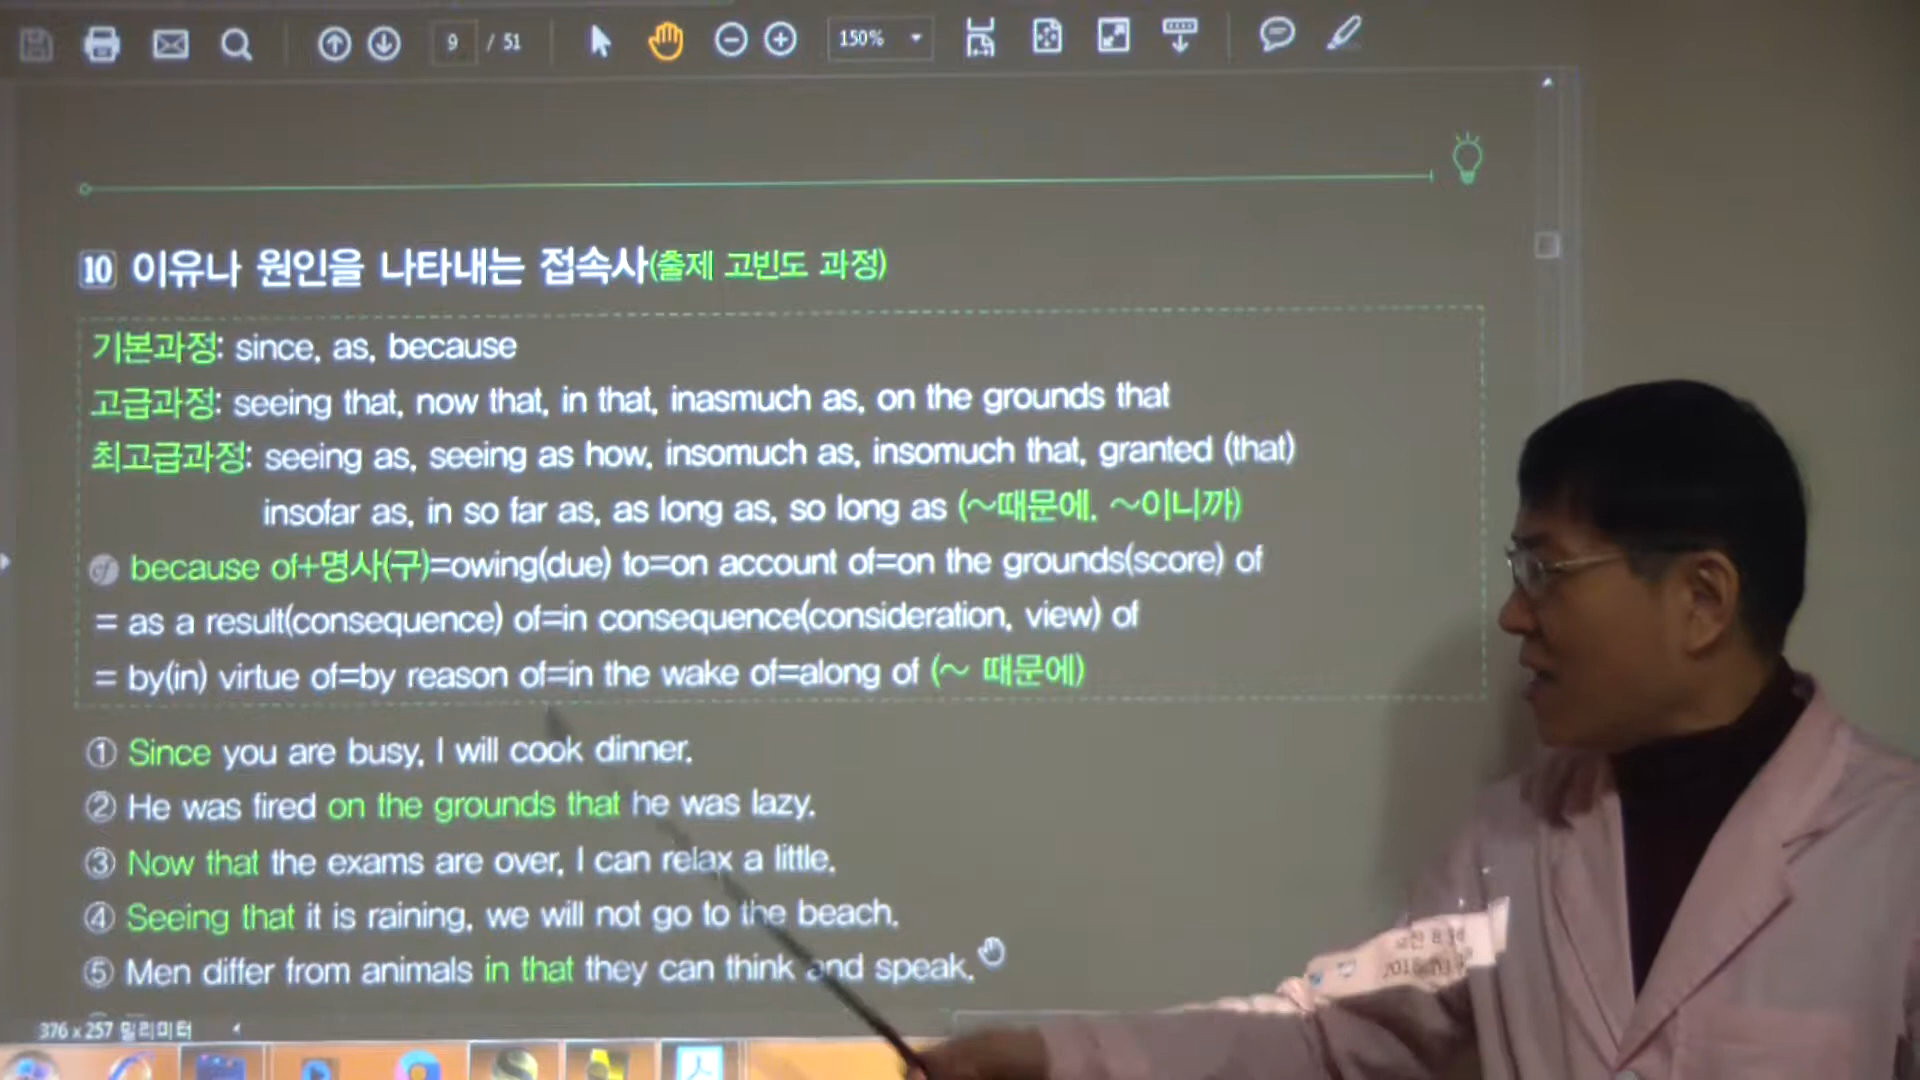 9 / 51
150%
10 이유나 원인을 나타내는 접속사(출제 고빈도 과정)
기본과정: since, as, because
고급과정: seeing that, now that, in that, inasmuch as, on the grounds that
최고급과정: seeing as, seeing as how, insomuch as, insomuch that, granted (that)
insofar as, in so far as, as long as, so long as (~때문에, ~이니까)
cf because of+명사(구)=owing(due) to=on account of=on the grounds(score) of
= as a result(consequence) of=in consequence(consideration, view) of
= by(in) virtue of=by reason of=in the wake of=along of (~ 때문에)
① Since you are busy, I will cook dinner.
② He was fired on the grounds that he was lazy.
③ Now that the exams are over, I can relax a little.
④ Seeing that it is raining, we will not go to the beach.
⑤ Men differ from animals in that they can think and speak.
376 x 257 밀리미터
오전